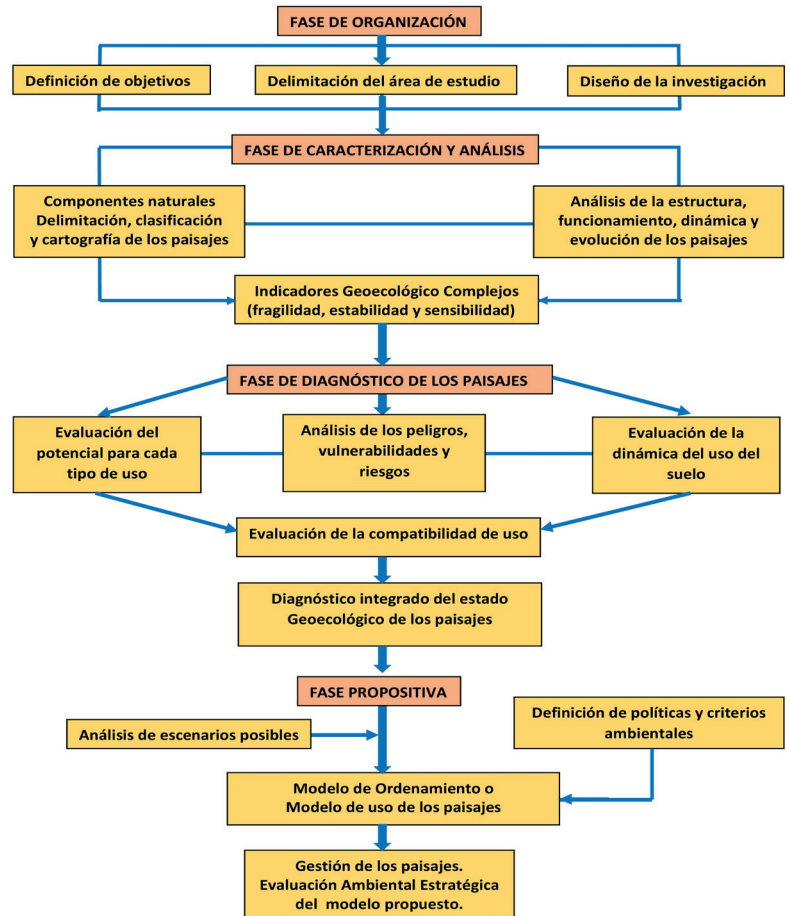 FASE DE ORGANIZACIÓN
Definición de objetivos
Delimitación del área de estudio
Diseño de la investigación
FASE DE CARACTERIZACIÓN Y ANÁLISIS
Componentes naturales
Delimitación, clasificación
y cartografía de los paisajes
Análisis de la estructura,
funcionamiento, dinámica y
evolución de los paisajes
Indicadores Geoecológico Complejos
(fragilidad, estabilidad y sensibilidad)
FASE DE DIAGNÓSTICO DE LOS PAISAJES
Evaluación del
potencial para cada
tipo de uso
Análisis de los peligros,
vulnerabilidades y
riesgos
Evaluación de la
dinámica del uso del
suelo
Evaluación de la compatibilidad de uso
Diagnóstico integrado del estado
Geoecológico de los paisajes
FASE PROPOSITIVA
Análisis de escenarios posibles
Definición de políticas y criterios
ambientales
Modelo de Ordenamiento o
Modelo de uso de los paisajes
Gestión de los paisajes.
Evaluación Ambiental Estratégica
del modelo propuesto.